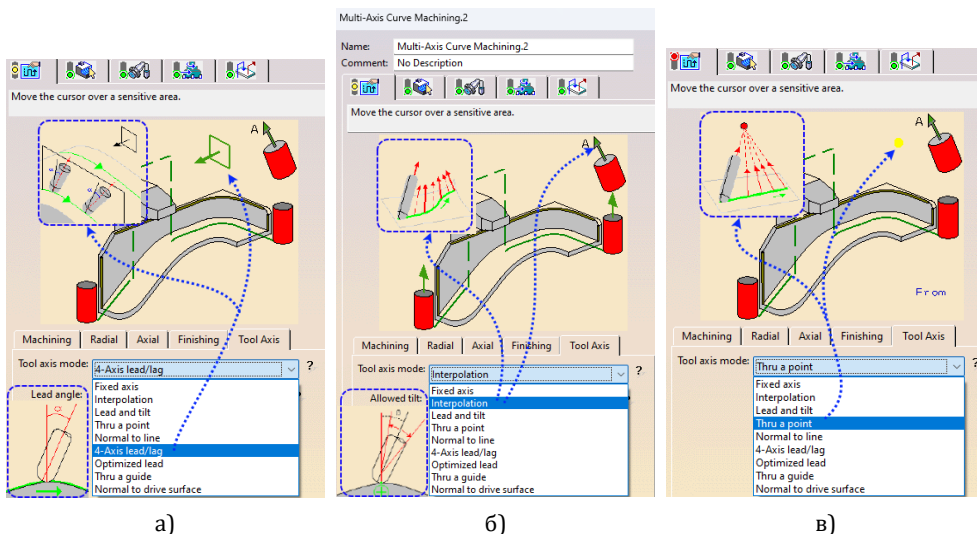 Move the cursor over a sensitive area.
A
Machining Radial Axial Finishing Tool Axis
Tool axis mode: 4-Axis lead/lag ?
Lead angle:
Fixed axis
Interpolation
Lead and tilt
Thru a point
Normal to line
4-Axis lead/lag
Optimized lead
Thru a guide
Normal to drive surface
а)
Multi-Axis Curve Machining.2
Name: Multi-Axis Curve Machining.2
Comment: No Description
Move the cursor over a sensitive area.
A
Machining Radial Axial Finishing Tool Axis
Tool axis mode: Interpolation ?
Allowed tilt:
Fixed axis
Interpolation
Lead and tilt
Thru a point
Normal to line
4-Axis lead/lag
Optimized lead
Thru a guide
Normal to drive surface
б)
Move the cursor over a sensitive area.
A
From
Machining Radial Axial Finishing Tool Axis
Tool axis mode: Thru a point ?
Fixed axis
Interpolation
Lead and tilt
Thru a point
Normal to line
4-Axis lead/lag
Optimized lead
Thru a guide
Normal to drive surface
в)